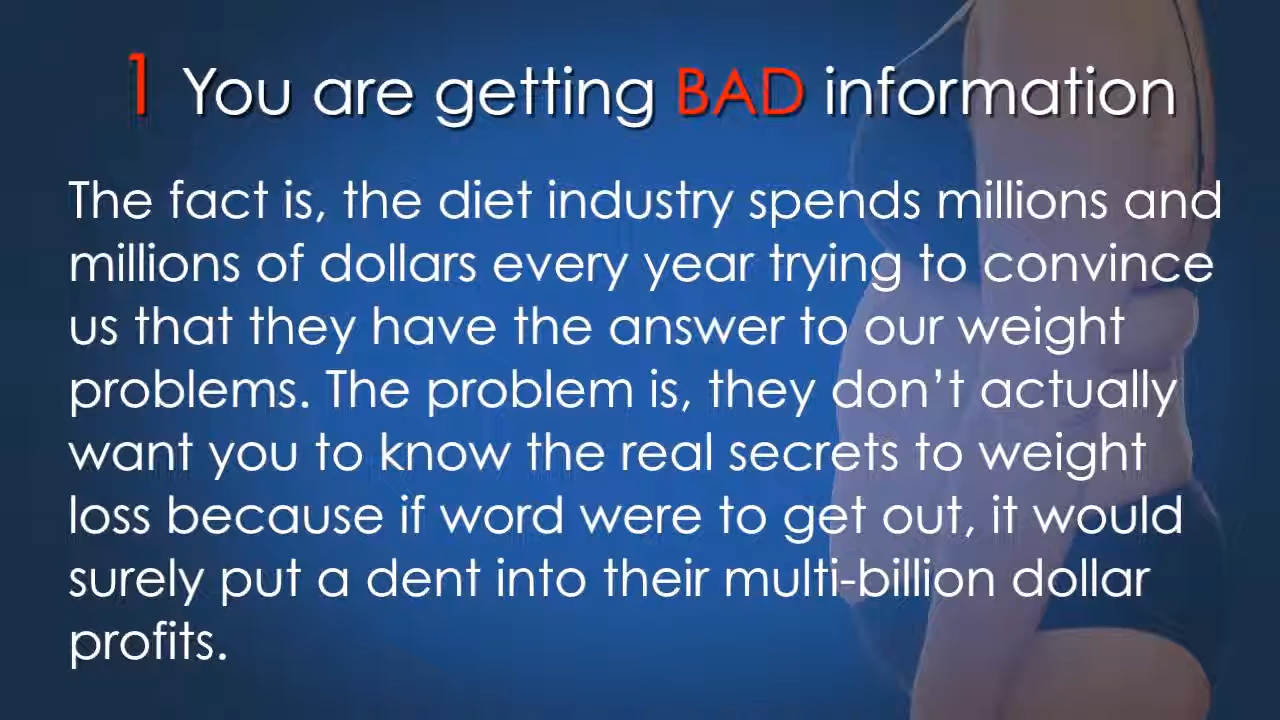 1 You are getting BAD information
The fact is, the diet industry spends millions and
millions of dollars every year trying to convince
us that they have the answer to our weight
problems. The problem is, they don’t actually
want you to know the real secrets to weight
loss because if word were to get out, it would
surely put a dent into their multi-billion dollar
profits.